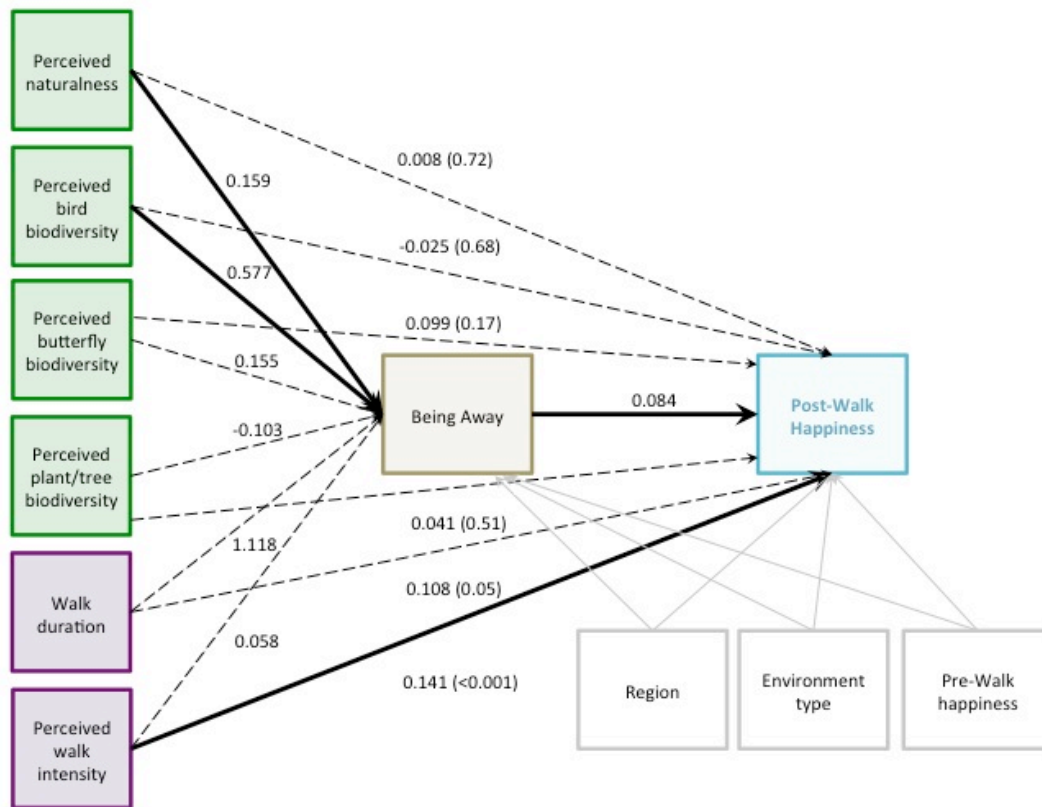 Perceived
naturalness
0.008 (0.72)
0.159
Perceived
bird
biodiversity
-0.025 (0.68)
0.577
Perceived
butterfly
biodiversity
0.099 (0.17)
0.155
Being Away
0.084
Post-Walk
Happiness
-0.103
Perceived
plant/tree
biodiversity
0.041 (0.51)
1.118
Walk
duration
0.108 (0.05)
0.058
0.141 (<0.001)
Perceived
walk
intensity
Region
Environment
type
Pre-Walk
happiness